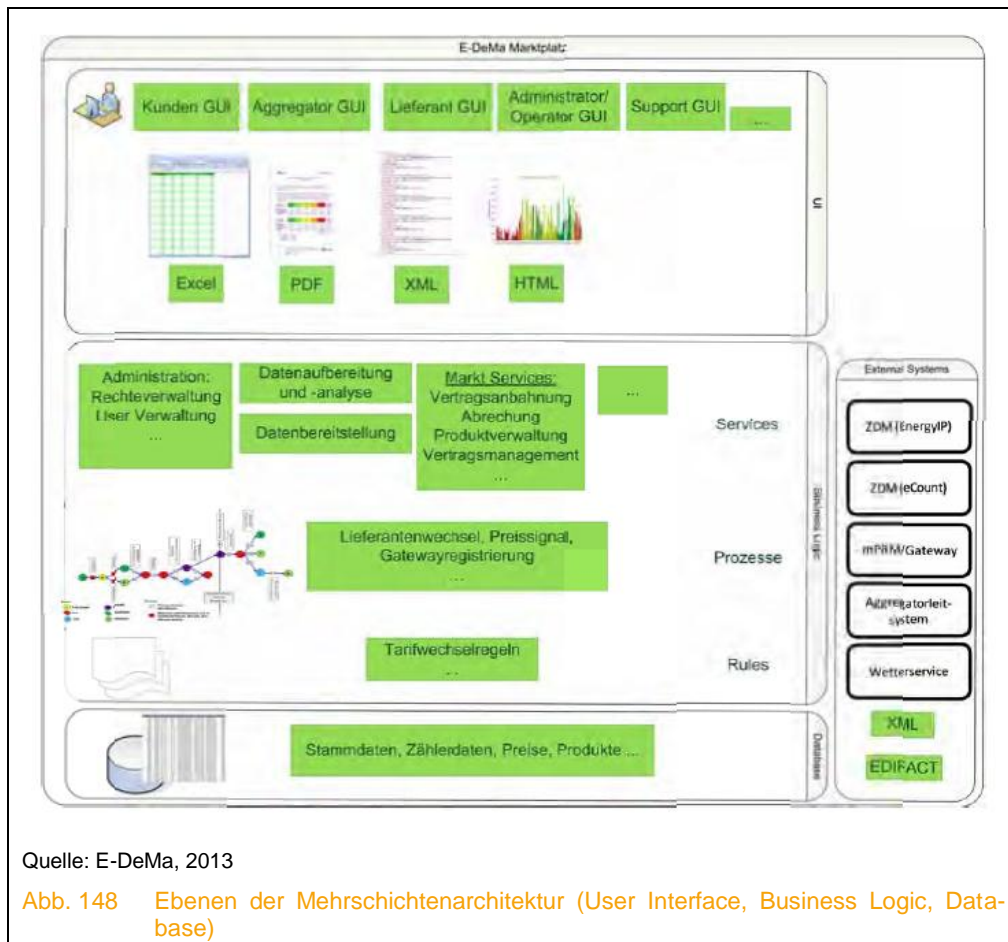 E-DeMa Marktplatz
Kunden GUI
Aggregator GUI
Lieferant GUI
Administrator/
Operator GUI
Support GUI
...
UI
Excel
PDF
XML
HTML
Administration:
Rechteverwaltung
User Verwaltung
...
Datenaufbereitung
und -analyse
Datenbereitstellung
Markt Services:
Vertragsanbahnung
Abrechung
Produktverwaltung
Vertragsmanagement
...
...
Services
Lieferantenwechsel, Preissignal,
Gatewayregistrierung
...
Prozesse
Tarifwechselregeln
...
Rules
Business Logic
Stammdaten, Zählerdaten, Preise, Produkte ...
Database
External Systems
ZDM (EnergyIP)
ZDM (eCount)
Aggregatorleit-
system
Wetterservice
XML
EDIFACT
Quelle: E-DeMa, 2013
Abb. 148 Ebenen der Mehrschichtenarchitektur (User Interface, Business Logic, Data-
base)